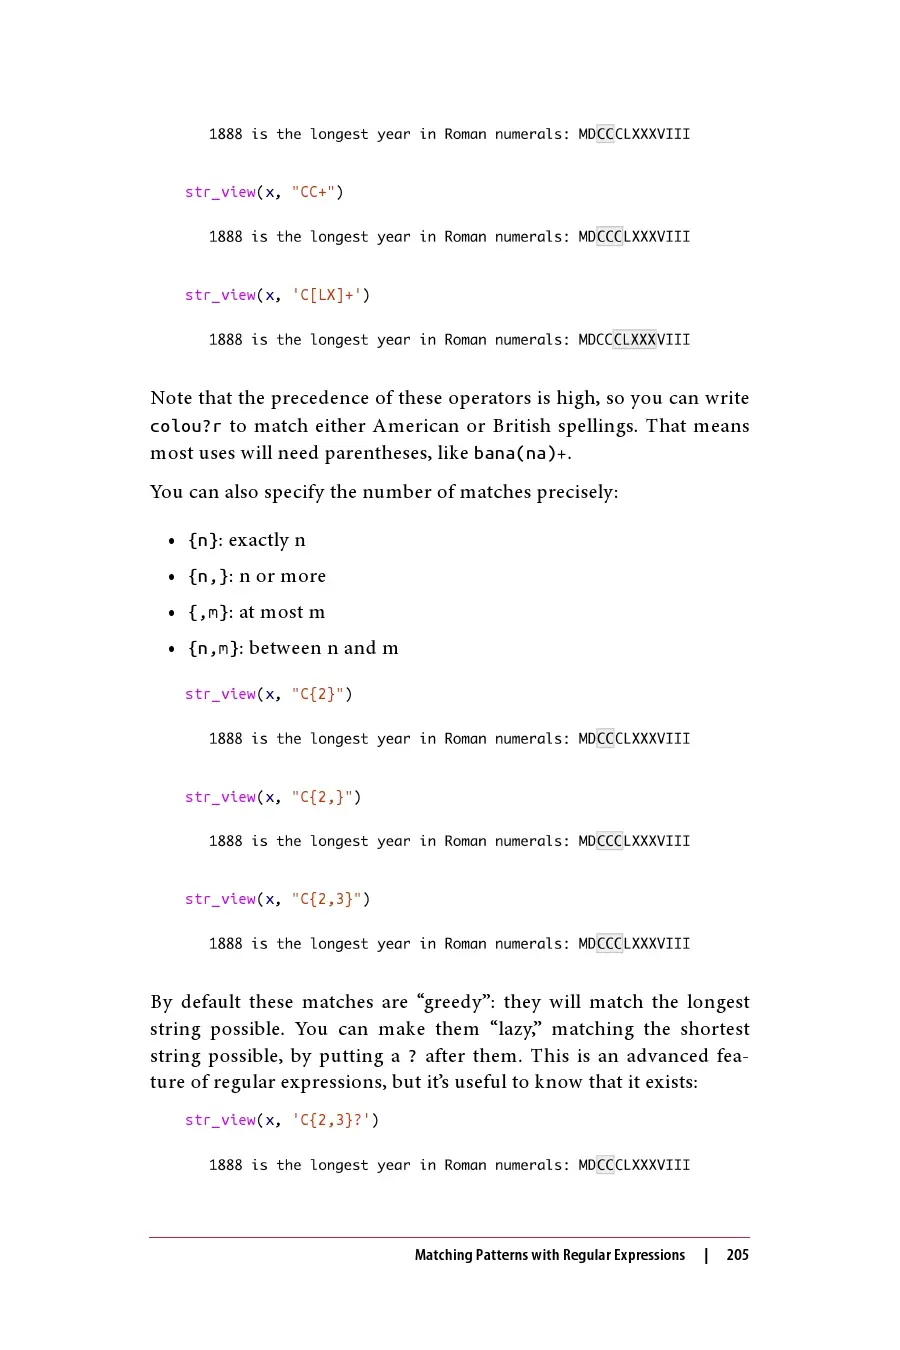 1888 is the longest year in Roman numerals: MDCCCLXXXVIII
str_view(x, "CC+")
1888 is the longest year in Roman numerals: MDCCCLXXXVIII
str_view(x, 'C[LX]+')
1888 is the longest year in Roman numerals: MDCCCLXXXVIII
Note that the precedence of these operators is high, so you can write
colou?r to match either American or British spellings. That means
most uses will need parentheses, like bana(na)+.
You can also specify the number of matches precisely:
• {n}: exactly n
• {n,}: n or more
• {,m}: at most m
• {n,m}: between n and m
str_view(x, "C{2}")
1888 is the longest year in Roman numerals: MDCCCLXXXVIII
str_view(x, "C{2,}")
1888 is the longest year in Roman numerals: MDCCCLXXXVIII
str_view(x, "C{2,3}")
1888 is the longest year in Roman numerals: MDCCCLXXXVIII
By default these matches are “greedy”: they will match the longest
string possible. You can make them “lazy,” matching the shortest
string possible, by putting a ? after them. This is an advanced fea-
ture of regular expressions, but it’s useful to know that it exists:
str_view(x, 'C{2,3}?')
1888 is the longest year in Roman numerals: MDCCCLXXXVIII
Matching Patterns with Regular Expressions | 205